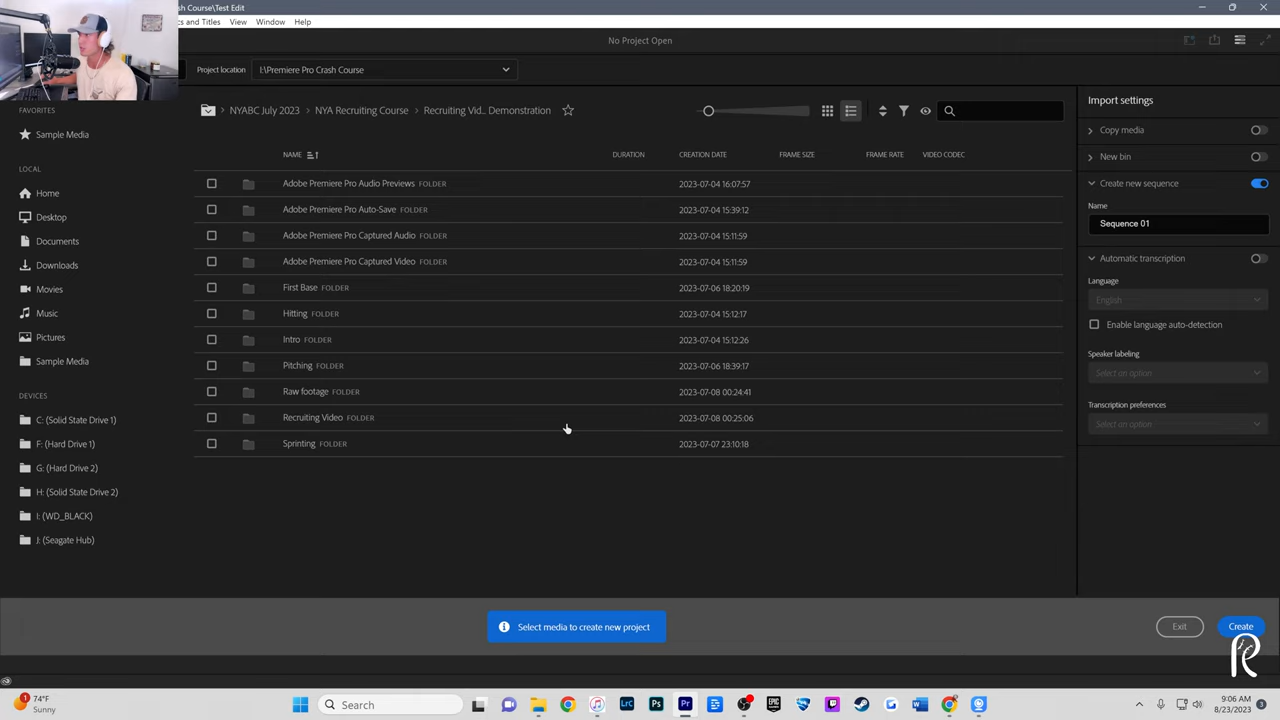 sh Course\Test Edit
cs and Titles View Window Help
No Project Open
Project location I:\Premiere Pro Crash Course
NYABC July 2023 > NYA Recruiting Course > Recruiting Vid... Demonstration
Import settings
FAVORITES
Sample Media
LOCAL
Home
Desktop
Documents
Downloads
Movies
Music
Pictures
Sample Media
DEVICES
C: (Solid State Drive 1)
F: (Hard Drive 1)
G: (Hard Drive 2)
H: (Solid State Drive 2)
I: (WD_BLACK)
J: (Seagate Hub)
NAME DURATION CREATION DATE FRAME SIZE FRAME RATE VIDEO CODEC
Adobe Premiere Pro Audio Previews FOLDER 2023-07-04 16:07:57
Adobe Premiere Pro Auto-Save FOLDER 2023-07-04 15:39:12
Adobe Premiere Pro Captured Audio FOLDER 2023-07-04 15:11:59
Adobe Premiere Pro Captured Video FOLDER 2023-07-04 15:11:59
First Base FOLDER 2023-07-06 18:20:19
Hitting FOLDER 2023-07-04 15:12:17
Intro FOLDER 2023-07-04 15:12:26
Pitching FOLDER 2023-07-06 18:39:17
Raw footage FOLDER 2023-07-08 00:24:41
Recruiting Video FOLDER 2023-07-08 00:25:06
Sprinting FOLDER 2023-07-07 23:10:18
Copy media
New bin
Create new sequence
Name
Sequence 01
Automatic transcription
Language
English
Enable language auto-detection
Speaker labeling
Select an option
Transcription preferences
Select an option
Select media to create new project
Exit
Create
R
1
74°F
Sunny
Search
Lrc
Ps
Pr
9:06 AM
8/23/2023